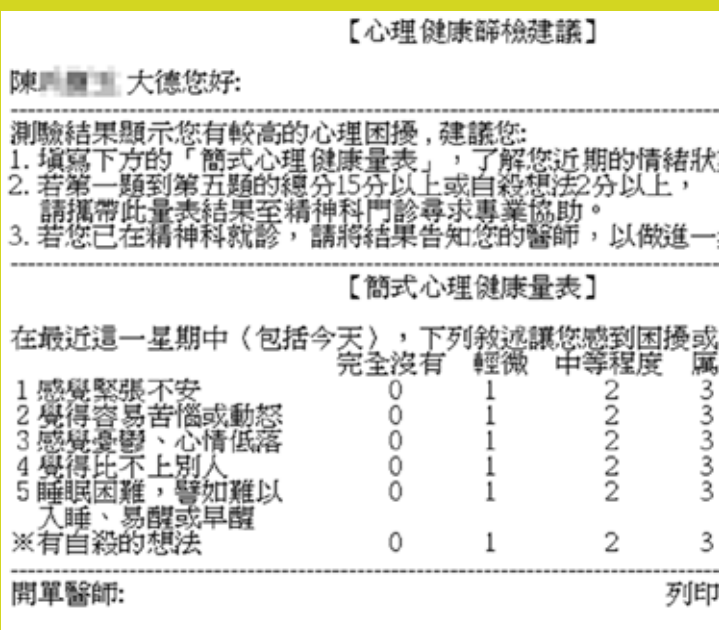 【心理健康篩檢建議】
陳 大德您好:
測驗結果顯示您有較高的心理困擾,建議您:
1. 填寫下方的「簡式心理健康量表」,了解您近期的情緒狀
2. 若第一題到第五題的總分15分以上或自殺想法2分以上,
請攜帶此量表結果至精神科門診尋求專業協助。
3. 若您已在精神科就診,請將結果告知您的醫師,以做進一
【簡式心理健康量表】
在最近這一星期中(包括今天),下列敘述讓您感到困擾或
完全沒有 輕微 中等程度 厲
1 感覺緊張不安 0 1 2 3
2 覺得容易苦惱或動怒 0 1 2 3
3 感覺憂鬱、心情低落 0 1 2 3
4 覺得比不上別人 0 1 2 3
5 睡眠困難,譬如難以 0 1 2 3
入睡、易醒或早醒
※有自殺的想法 0 1 2 3
開單醫師: 列印